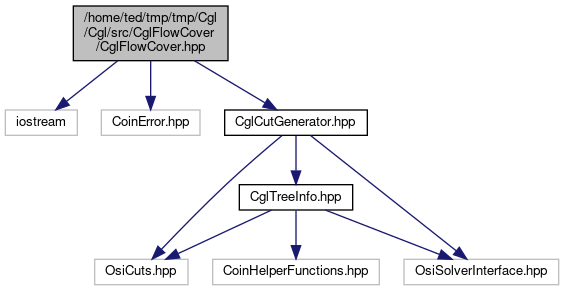 /home/ted/tmp/tmp/Cgl
/Cgl/src/CglFlowCover
/CglFlowCover.hpp
iostream
CoinError.hpp
CglCutGenerator.hpp
CglTreeInfo.hpp
OsiCuts.hpp
CoinHelperFunctions.hpp
OsiSolverInterface.hpp